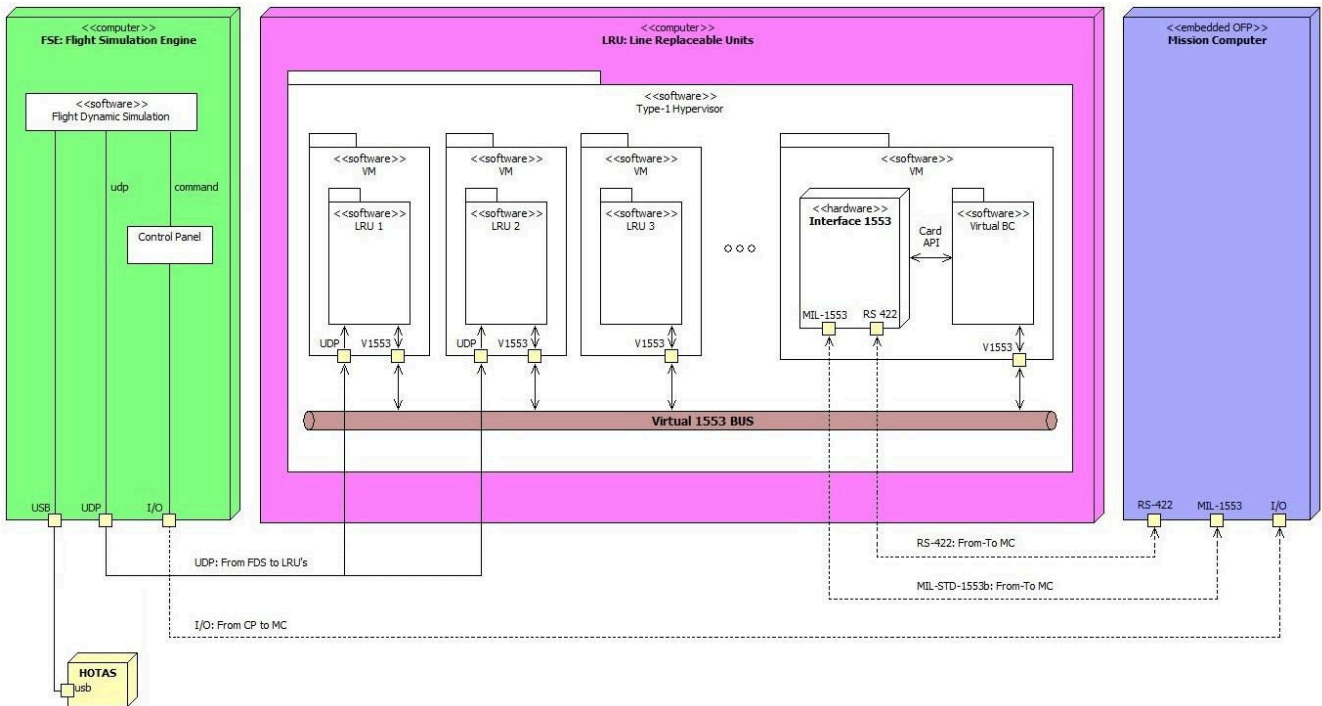 <<computer>>
FSE: Flight Simulation Engine
<<software>>
Flight Dynamic Simulation
udp
command
Control Panel
USB
UDP
I/O
<<computer>>
LRU: Line Replaceable Units
<<software>>
Type-1 Hypervisor
<<software>>
VM
<<software>>
LRU 1
UDP
V1553
<<software>>
VM
<<software>>
LRU 2
UDP
V1553
<<software>>
VM
<<software>>
LRU 3
V1553
<<software>>
VM
<<hardware>>
Interface 1553
MIL-1553
RS 422
Card
API
<<software>>
Virtual BC
V1553
Virtual 1553 BUS
<<embedded OFP>>
Mission Computer
RS-422
MIL-1553
I/O
RS-422: From-To MC
UDP: From FDS to LRU's
MIL-STD-1553b: From-To MC
I/O: From CP to MC
HOTAS
usb